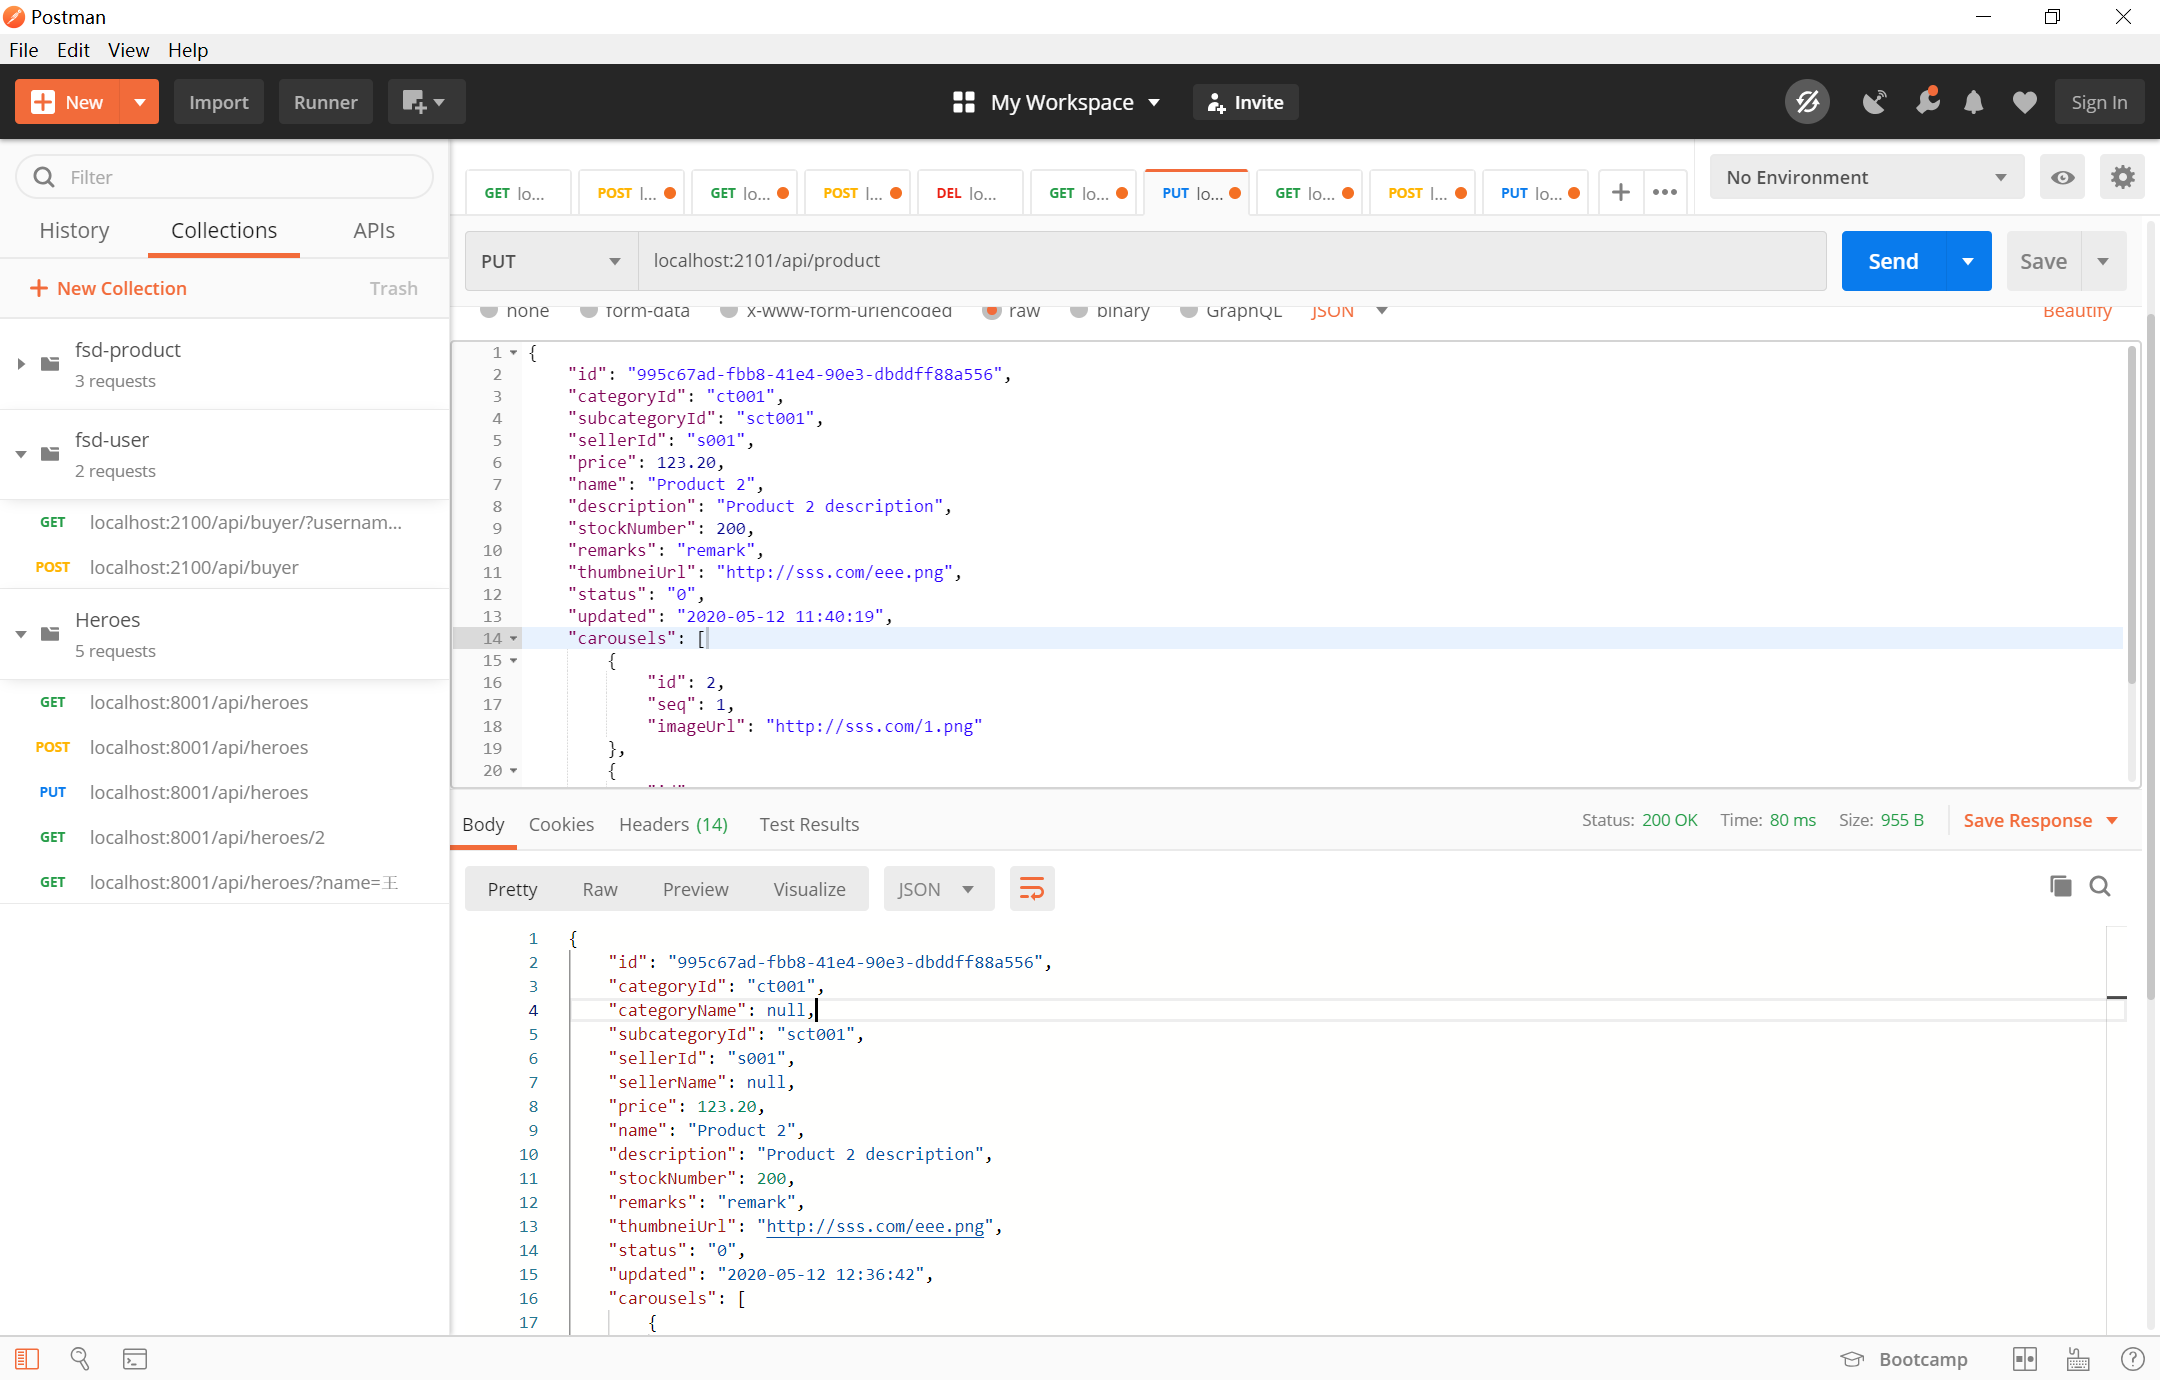 Postman
File Edit View Help
New Import Runner My Workspace Invite Sign In
Filter
History Collections APIs
New Collection Trash
fsd-product
3 requests
fsd-user
2 requests
GET localhost:2100/api/buyer/?usernam...
POST localhost:2100/api/buyer
Heroes
5 requests
GET localhost:8001/api/heroes
POST localhost:8001/api/heroes
PUT localhost:8001/api/heroes
GET localhost:8001/api/heroes/2
GET localhost:8001/api/heroes/?name=王
GET lo... POST l... GET lo... POST l... DEL lo... GET lo... PUT lo... GET lo... POST l... PUT lo... No Environment
PUT localhost:2101/api/product Send Save
none form-data x-www-form-urlencoded raw binary GraphQL JSON Beautify
1 {
2 "id": "995c67ad-fbb8-41e4-90e3-dbddff88a556",
3 "categoryId": "ct001",
4 "subcategoryId": "sct001",
5 "sellerId": "s001",
6 "price": 123.20,
7 "name": "Product 2",
8 "description": "Product 2 description",
9 "stockNumber": 200,
10 "remarks": "remark",
11 "thumbneiUrl": "http://sss.com/eee.png",
12 "status": "0",
13 "updated": "2020-05-12 11:40:19",
14 "carousels": [
15 {
16 "id": 2,
17 "seq": 1,
18 "imageUrl": "http://sss.com/1.png"
19 },
20 {
Body Cookies Headers (14) Test Results Status: 200 OK Time: 80 ms Size: 955 B Save Response
Pretty Raw Preview Visualize JSON
1 {
2 "id": "995c67ad-fbb8-41e4-90e3-dbddff88a556",
3 "categoryId": "ct001",
4 "categoryName": null,
5 "subcategoryId": "sct001",
6 "sellerId": "s001",
7 "sellerName": null,
8 "price": 123.20,
9 "name": "Product 2",
10 "description": "Product 2 description",
11 "stockNumber": 200,
12 "remarks": "remark",
13 "thumbneiUrl": "http://sss.com/eee.png",
14 "status": "0",
15 "updated": "2020-05-12 12:36:42",
16 "carousels": [
17 {
Bootcamp